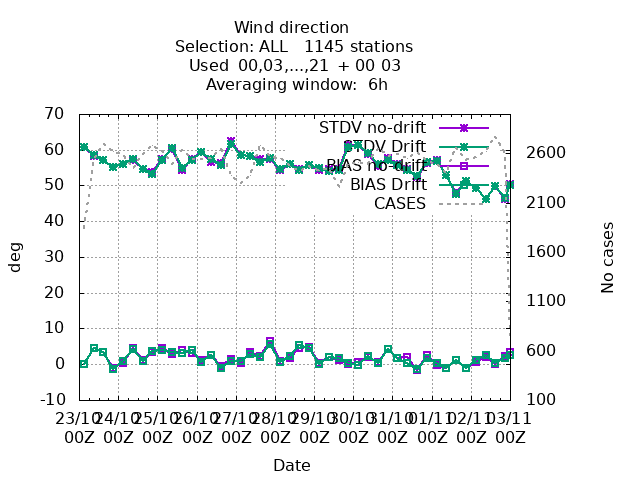 Wind direction
Selection: ALL   1145 stations
Used  00,03,...,21  + 00 03
Averaging window:  6h
70
60
50
40
30
20
10
0
-10
deg
STDV no-drift
STDV Drift
BIAS no-drift
BIAS Drift
CASES
2600
2100
1600
1100
600
100
No cases
23/10 24/10 25/10 26/10 27/10 28/10 29/10 30/10 31/10 01/11 02/11 03/11
00Z 00Z 00Z 00Z 00Z 00Z 00Z 00Z 00Z 00Z 00Z 00Z
Date